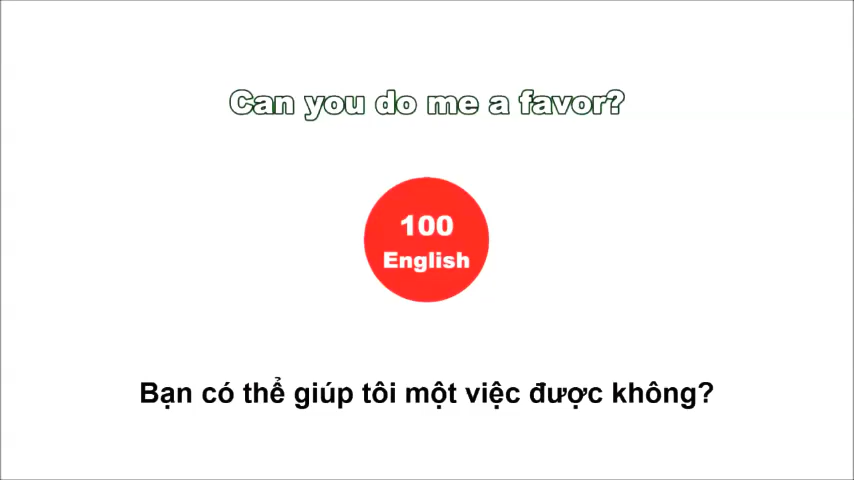 Can you do me a favor?
100
English
Bạn có thể giúp tôi một việc được không?